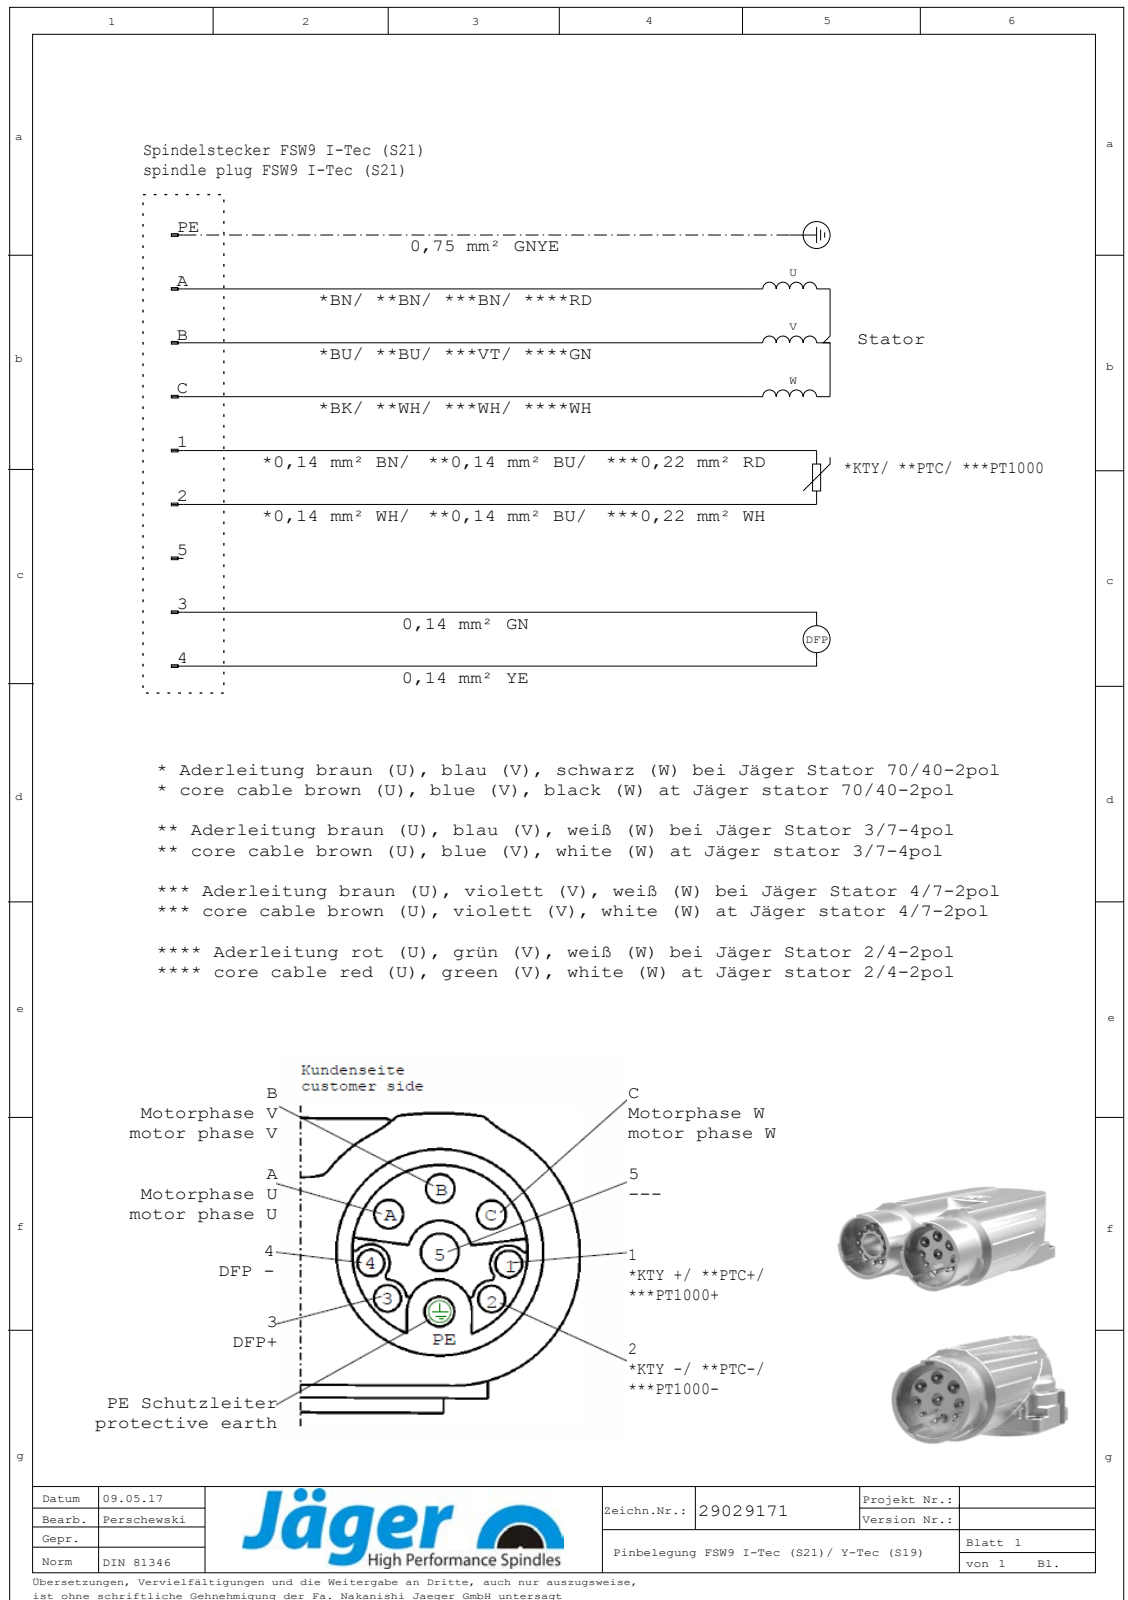 1 2 3 4 5 6
a
a
Spindelstecker FSW9 I-Tec (S21)
spindle plug FSW9 I-Tec (S21)
PE
0,75 mm² GNYE
A
*BN/ **BN/ ***BN/ ****RD
U
B
*BU/ **BU/ ***VT/ ****GN
V
Stator
b
b
C
*BK/ **WH/ ***WH/ ****WH
W
1
*0,14 mm² BN/ **0,14 mm² BU/ ***0,22 mm² RD
*KTY/ **PTC/ ***PT1000
2
*0,14 mm² WH/ **0,14 mm² BU/ ***0,22 mm² WH
5
c
c
3
0,14 mm² GN
DFP
4
0,14 mm² YE
* Aderleitung braun (U), blau (V), schwarz (W) bei Jäger Stator 70/40-2pol
* core cable brown (U), blue (V), black (W) at Jäger stator 70/40-2pol
d
d
** Aderleitung braun (U), blau (V), weiß (W) bei Jäger Stator 3/7-4pol
** core cable brown (U), blue (V), white (W) at Jäger stator 3/7-4pol
*** Aderleitung braun (U), violett (V), weiß (W) bei Jäger Stator 4/7-2pol
*** core cable brown (U), violett (V), white (W) at Jäger stator 4/7-2pol
**** Aderleitung rot (U), grün (V), weiß (W) bei Jäger Stator 2/4-2pol
**** core cable red (U), green (V), white (W) at Jäger stator 2/4-2pol
e
e
Kundenseite
customer side
B
Motorphase V
motor phase V
C
Motorphase W
motor phase W
A
Motorphase U
motor phase U
5
---
B
A
C
f
f
4
DFP -
4
5
1
1
*KTY +/ **PTC+/
***PT1000+
3
DFP+
3
2
PE
2
*KTY -/ **PTC-/
***PT1000-
PE Schutzleiter
protective earth
g
g
Datum 09.05.17
Bearb. Perschewski
Gepr.
Norm DIN 81346
Jäger
High Performance Spindles
Zeichn.Nr.: 29029171
Projekt Nr.:
Version Nr.:
Pinbelegung FSW9 I-Tec (S21)/ Y-Tec (S19)
Blatt 1
von 1 Bl.
Übersetzungen, Vervielfältigungen und die Weitergabe an Dritte, auch nur auszugsweise,
ist ohne schriftliche Gehnehmigung der Fa. Nakanishi Jaeger GmbH untersagt